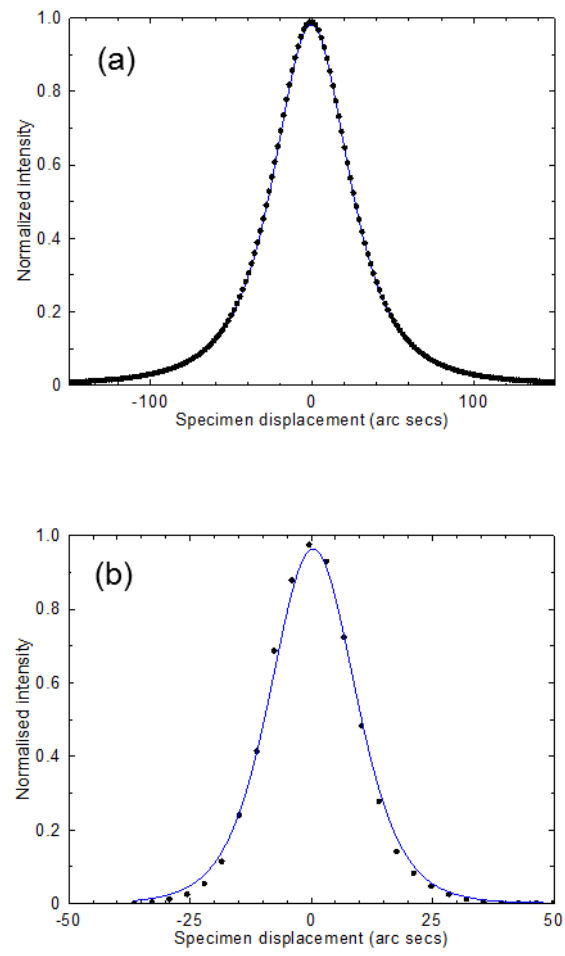 (a)
Normalized intensity
1.0
0.8
0.6
0.4
0.2
0
-100 0 100
Specimen displacement (arc secs)
(b)
Normalised intensity
1.0
0.8
0.6
0.4
0.2
0
-50 -25 0 25 50
Specimen displacement (arc secs)